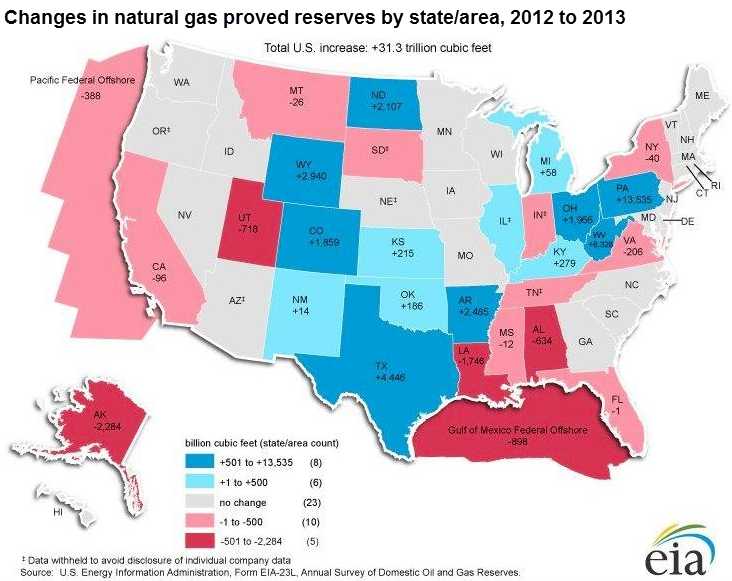 Changes in natural gas proved reserves by state/area, 2012 to 2013
Total U.S. increase: +31.3 trillion cubic feet
Pacific Federal Offshore
-388
WA
OR‡
ID
NV
CA
-96
MT
-26
WY
+2,940
UT
-718
CO
+1,859
AZ‡
NM
+14
ND
+2,107
SD‡
NE‡
KS
+215
OK
+186
TX
+4,446
MN
IA
MO
AR
+2,485
LA
-1,746
WI
IL‡
MI
+58
IN‡
OH
+1,966
KY
+279
TN‡
MS
-12
AL
-634
GA
FL
-1
SC
NC
VA
-206
WV
+8,328
PA
+13,535
NY
-40
ME
VT
NH
MA
RI
CT
NJ
MD
DE
Gulf of Mexico Federal Offshore
-898
AK
-2,284
HI
billion cubic feet (state/area count)
+501 to +13,535 (8)
+1 to +500 (6)
no change (23)
-1 to -500 (10)
-501 to -2,284 (5)
‡ Data withheld to avoid disclosure of individual company data
Source: U.S. Energy Information Administration, Form EIA-23L, Annual Survey of Domestic Oil and Gas Reserves.
eia